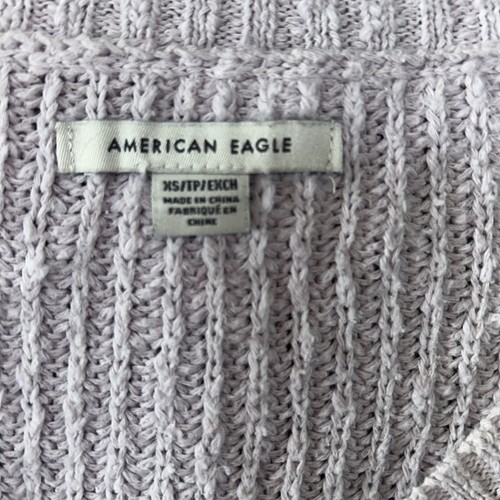 AMERICAN EAGLE
XS/TP/EXCH
MADE IN CHINA
FABRIQUÉ EN
CHINE